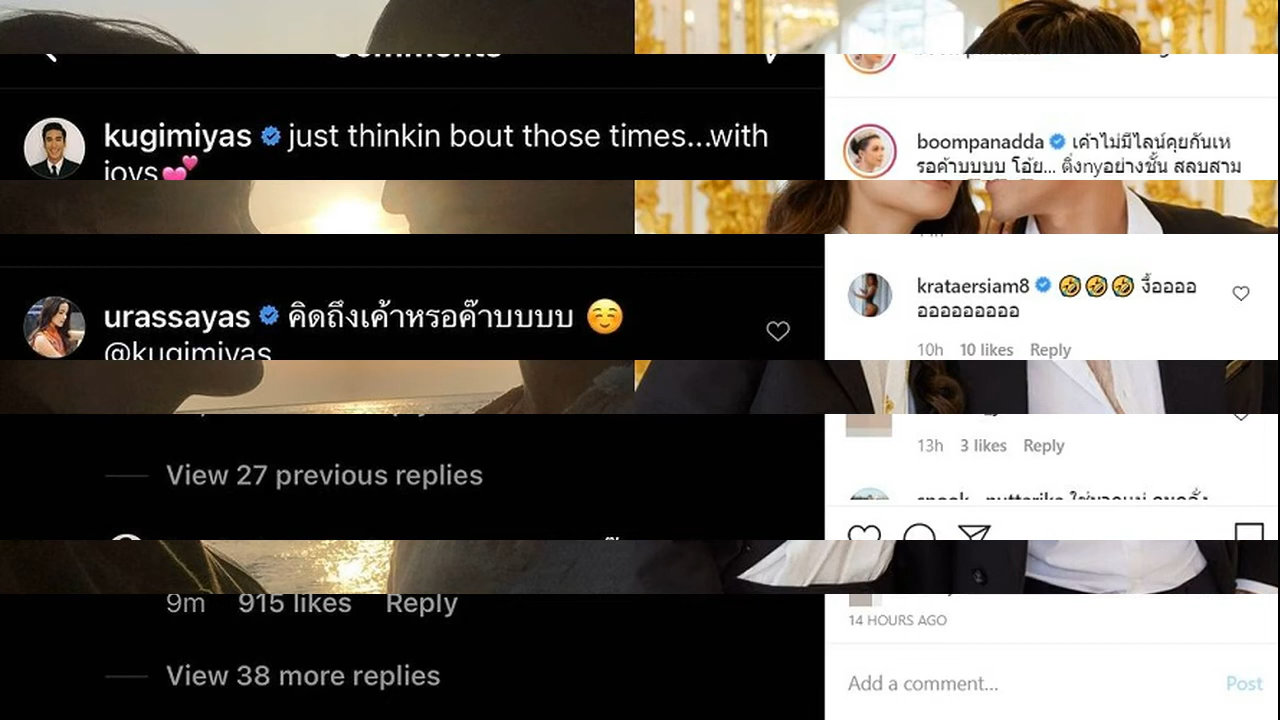 Comments
kugimiyas just thinkin bout those times...with
joys💕
urassayas คิดถึงเค้าหรอค๊าบบบบ ☺️
@kugimiyas
View 27 previous replies
9m 915 likes Reply
View 38 more replies
boompanadda เค้าไม่มีไลน์คุยกันเห
รอค้าบบบบ โอ้ย... ติ่งnyอย่างชั้น สลบสาม
krataersiam8 🤣🤣🤣 งื้ออออ
ออออออออออ
10h 10 likes Reply
13h 3 likes Reply
14 HOURS AGO
Add a comment... Post